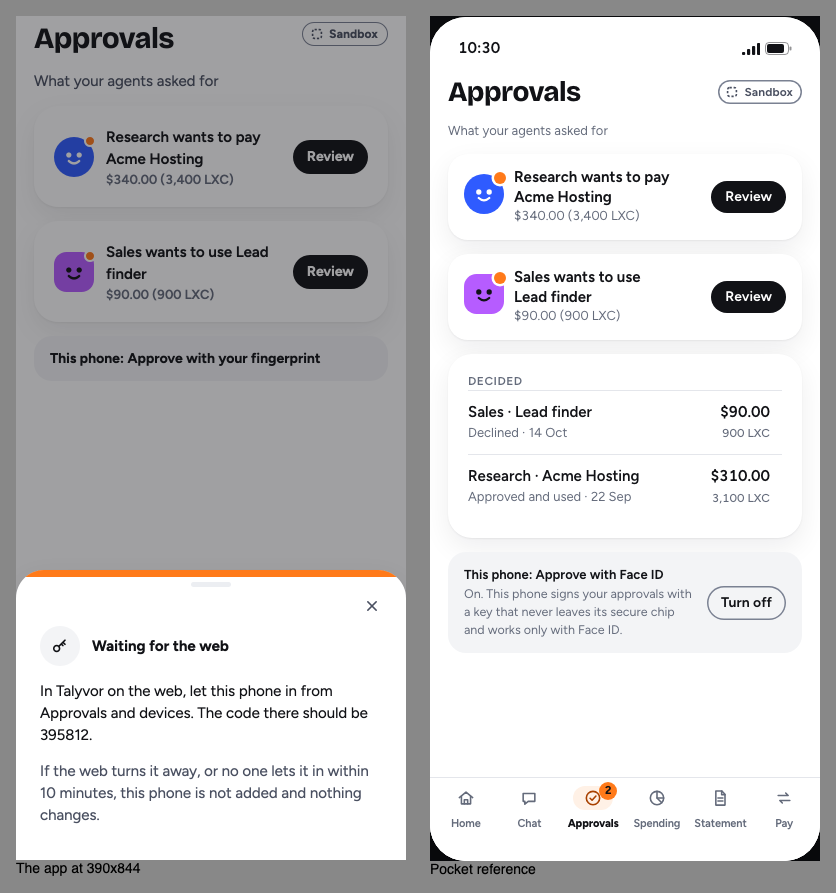 Approvals
Sandbox
What your agents asked for
Research wants to pay
Acme Hosting
$340.00 (3,400 LXC)
Review
Sales wants to use Lead
finder
$90.00 (900 LXC)
Review
This phone: Approve with your fingerprint
Waiting for the web
In Talyvor on the web, let this phone in from
Approvals and devices. The code there should be
395812.
If the web turns it away, or no one lets it in within
10 minutes, this phone is not added and nothing
changes.
The app at 390x844
10:30
Approvals
Sandbox
What your agents asked for
Research wants to pay
Acme Hosting
$340.00 (3,400 LXC)
Review
Sales wants to use
Lead finder
$90.00 (900 LXC)
Review
DECIDED
Sales · Lead finder
$90.00
Declined · 14 Oct
900 LXC
Research · Acme Hosting
$310.00
Approved and used · 22 Sep
3,100 LXC
This phone: Approve with Face ID
On. This phone signs your approvals with
a key that never leaves its secure chip
and works only with Face ID.
Turn off
2
Home
Chat
Approvals
Spending
Statement
Pay
Pocket reference